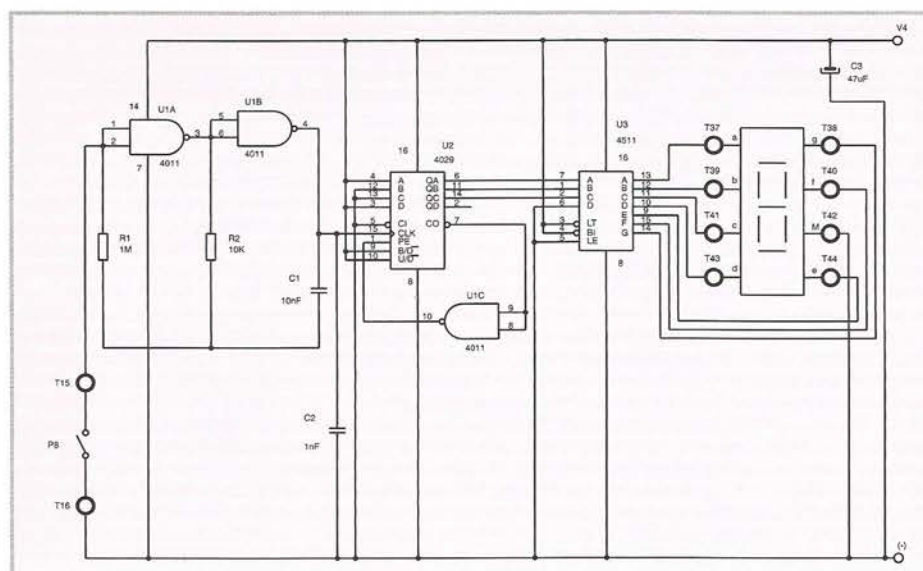 V4
C3
47uF
14
U1A
1
2
3
4011
7
U1B
5
6
4
4011
R1
1M
R2
10K
C1
10nF
C2
1nF
T15
P8
T16
16
U2
4029
4 A QA 6
12 B QB 11
13 C QC 14
3 D QD 2
5 CI CO 7
15 CLK
1 PE
9 B/D
10 U/D
8
U1C
10
9
8
4011
U3
4511
16
7 A A 13
1 B B 12
2 C C 11
6 D D 10
E 9
3 LT F 15
4 BI G 14
5 LE
8
T37 a g T38
T39 b f T40
T41 c M T42
T43 d e T44
(-)